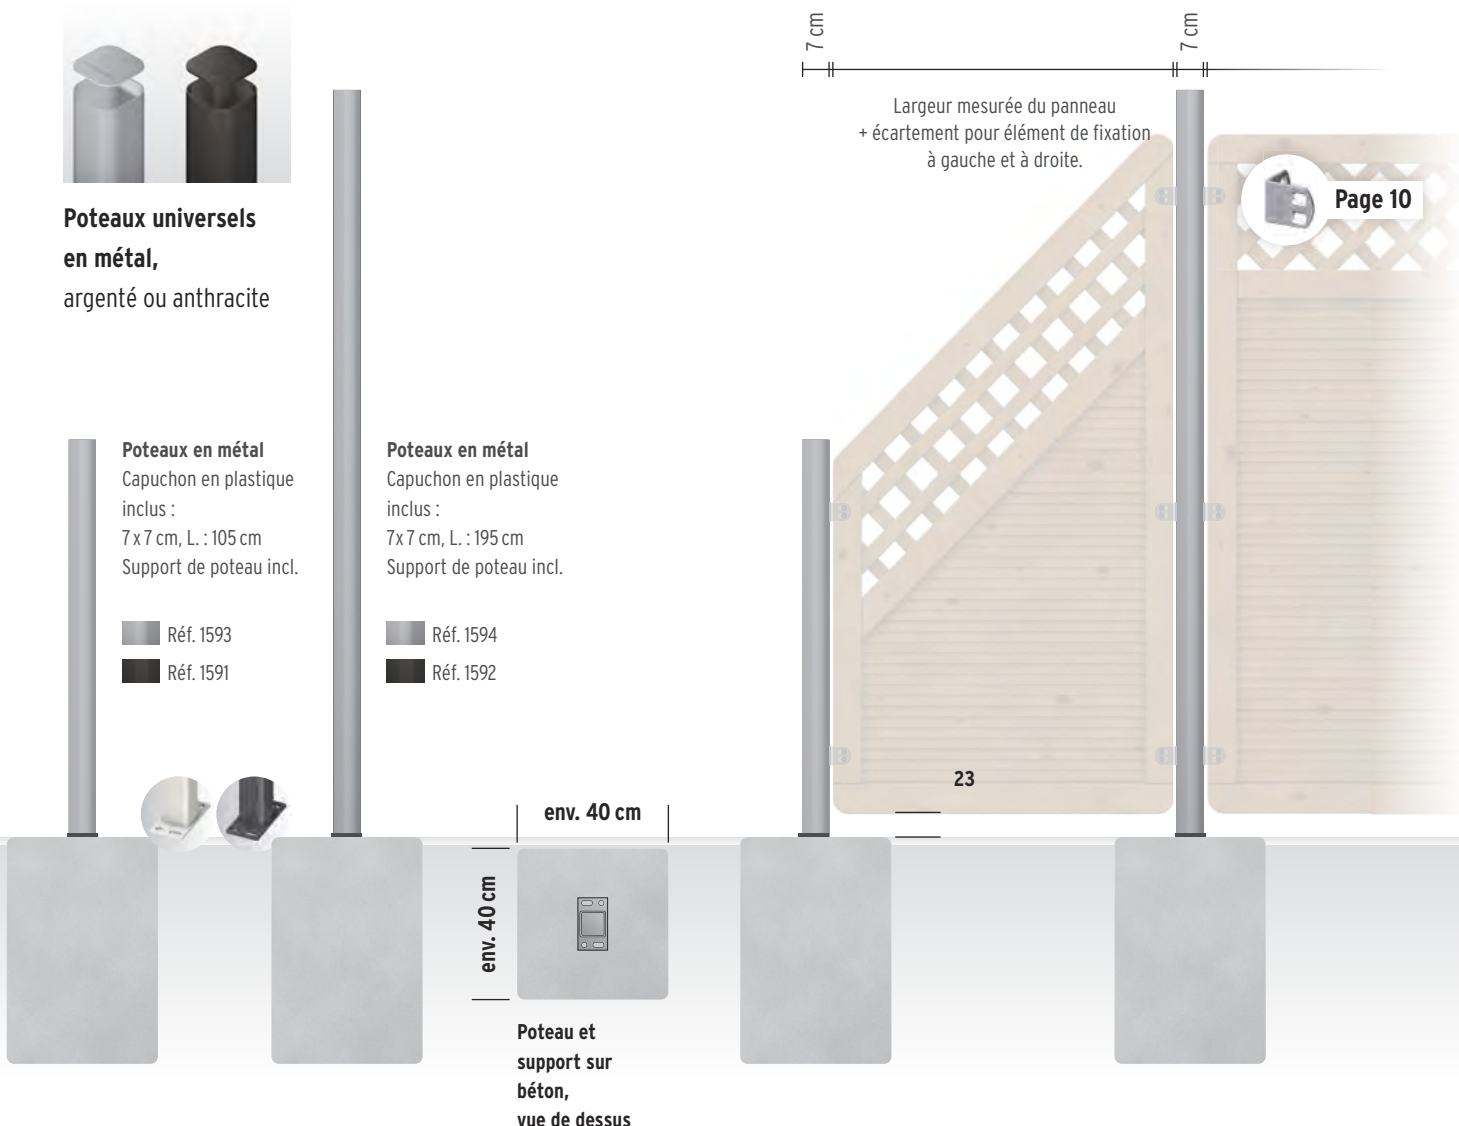 7 cm
7 cm
Largeur mesurée du panneau
+ écartement pour élément de fixation
à gauche et à droite.
Page 10
Poteaux universels
en métal,
argenté ou anthracite
Poteaux en métal
Capuchon en plastique
inclus :
7 x 7 cm, L. : 105 cm
Support de poteau incl.
Réf. 1593
Réf. 1591
Poteaux en métal
Capuchon en plastique
inclus :
7x 7 cm, L. : 195 cm
Support de poteau incl.
Réf. 1594
Réf. 1592
23
env. 40 cm
env. 40 cm
Poteau et
support sur
béton,
vue de dessus